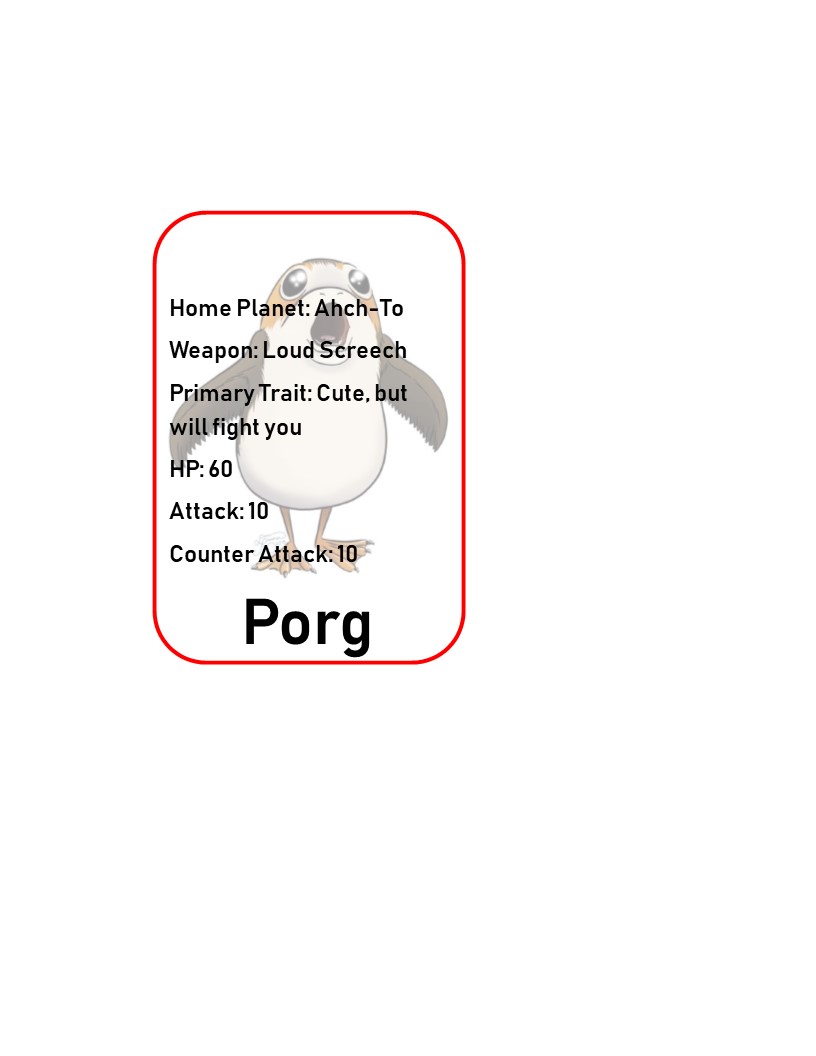 Home Planet: Ahch-To
Weapon: Loud Screech
Primary Trait: Cute, but
will fight you
HP: 60
Attack: 10
Counter Attack: 10
Porg